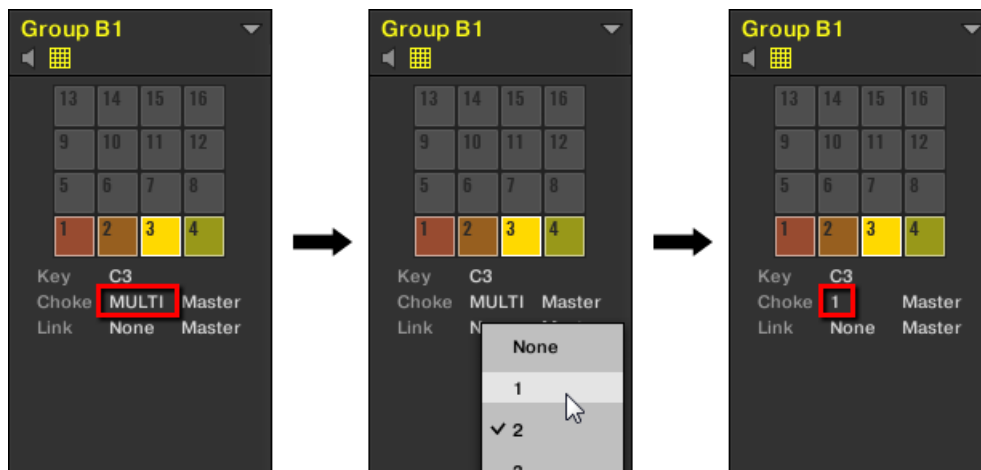 Group B1
13 14 15 16
9 10 11 12
5 6 7 8
1 2 3 4
Key C3
Choke MULTI Master
Link None Master
Group B1
13 14 15 16
9 10 11 12
5 6 7 8
1 2 3 4
Key C3
Choke MULTI Master
Link
None
1
2
Group B1
13 14 15 16
9 10 11 12
5 6 7 8
1 2 3 4
Key C3
Choke 1 Master
Link None Master